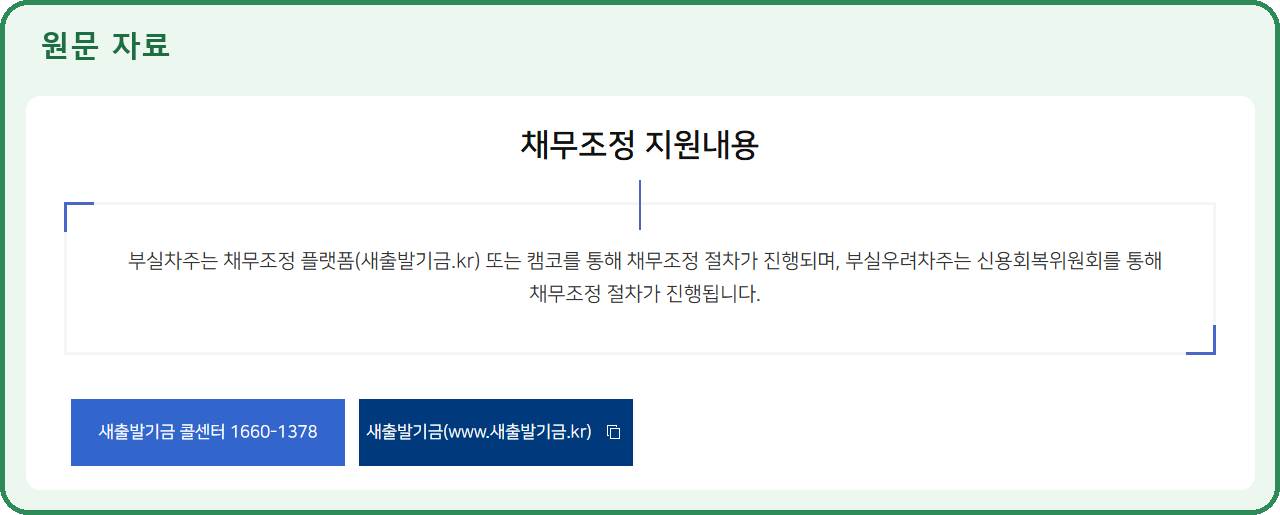 원문 자료
채무조정 지원내용
부실차주는 채무조정 플랫폼(새출발기금.kr) 또는 캠코를 통해 채무조정 절차가 진행되며, 부실우려차주는 신용회복위원회를 통해
채무조정 절차가 진행됩니다.
새출발기금 콜센터 1660-1378
새출발기금(www.새출발기금.kr)